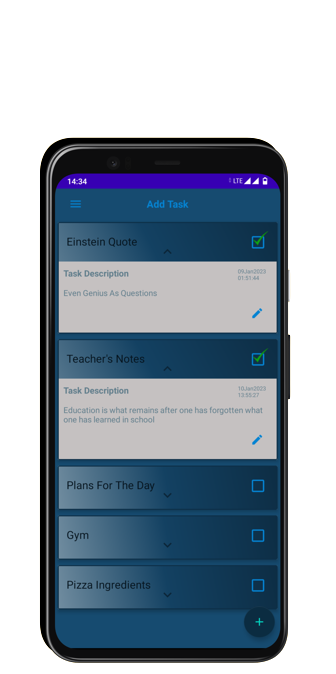 14:34
LTE
Add Task
Einstein Quote
Task Description
09Jan2023
01:51:44
Even Genius As Questions
Teacher's Notes
Task Description
10Jan2023
13:59:37
Education is what remains after one has forgotten what
one has learned in school
Plans For The Day
Gym
Pizza Ingredients
+